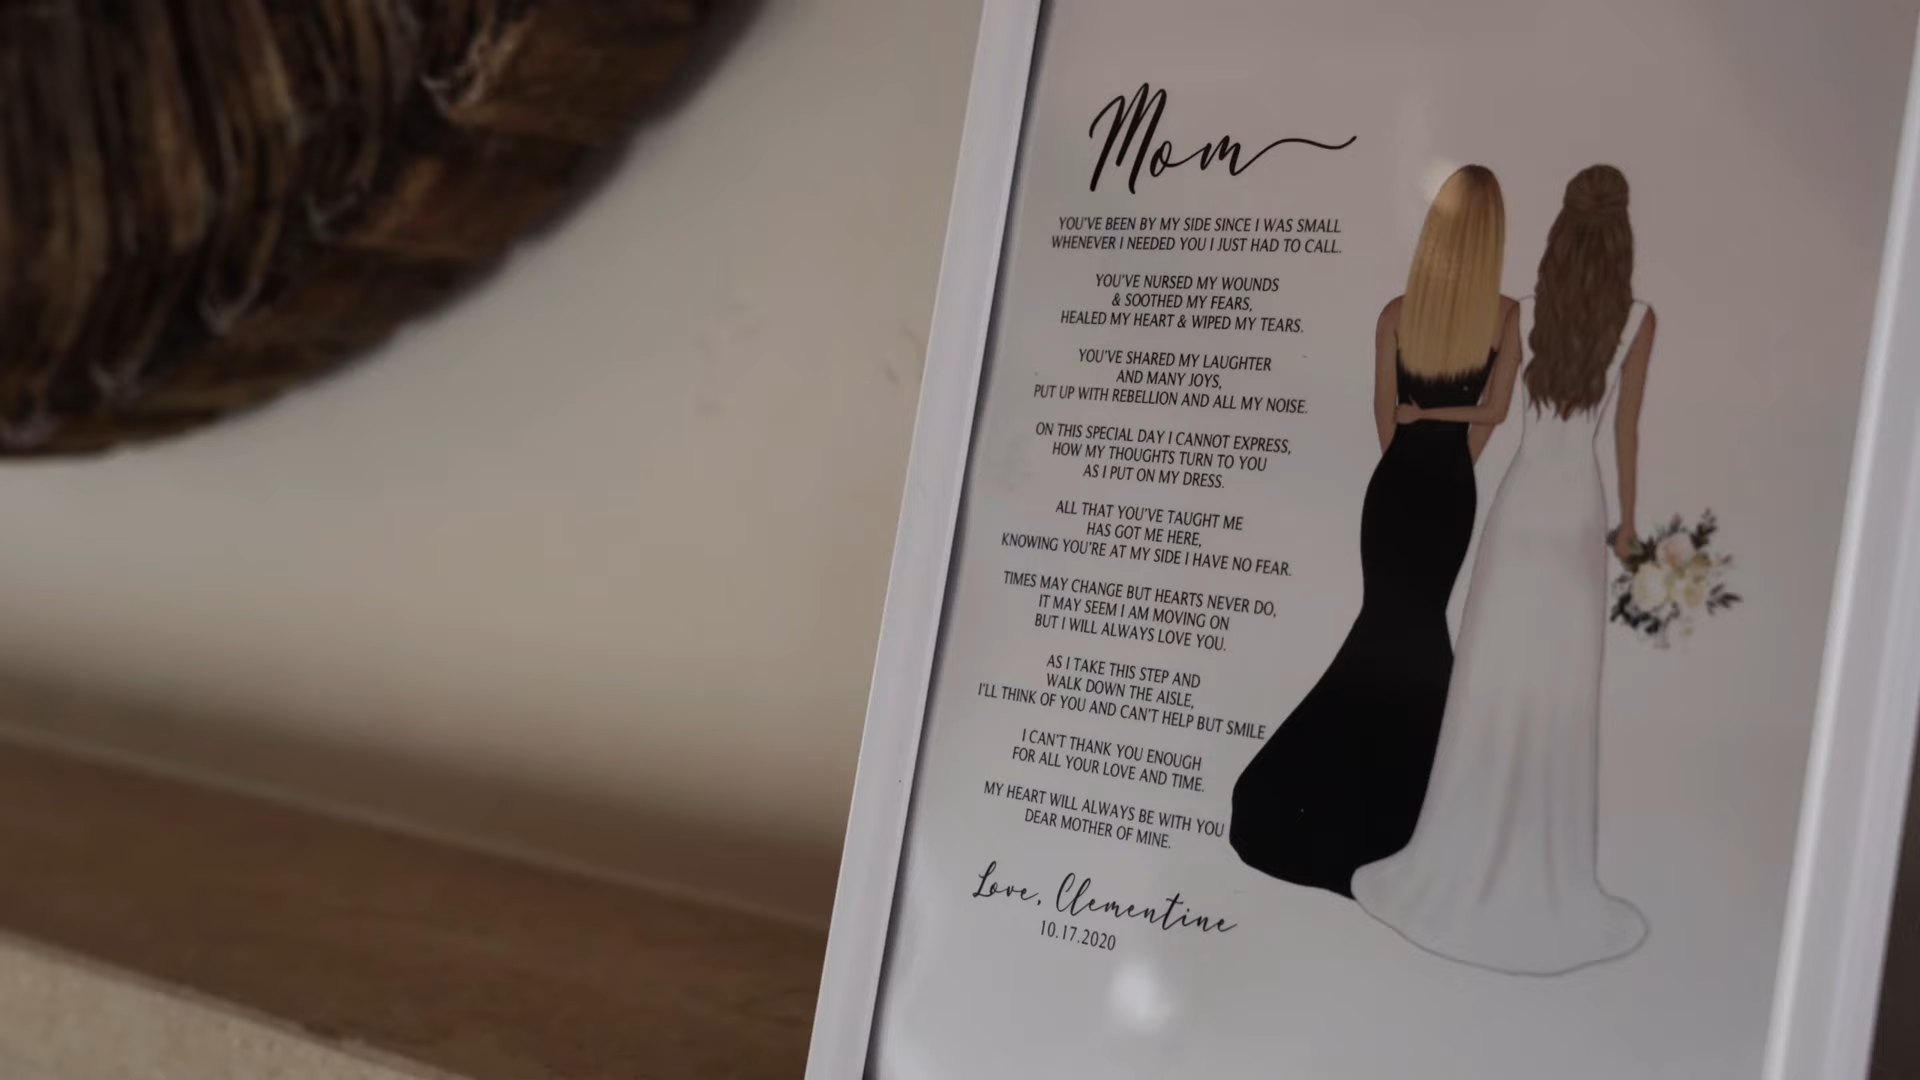 Mom
YOU'VE BEEN BY MY SIDE SINCE I WAS SMALL
WHENEVER I NEEDED YOU I JUST HAD TO CALL.
YOU'VE NURSED MY WOUNDS
& SOOTHED MY FEARS,
HEALED MY HEART & WIPED MY TEARS.
YOU'VE SHARED MY LAUGHTER
AND MANY JOYS,
PUT UP WITH REBELLION AND ALL MY NOISE.
ON THIS SPECIAL DAY I CANNOT EXPRESS,
HOW MY THOUGHTS TURN TO YOU
AS I PUT ON MY DRESS.
ALL THAT YOU'VE TAUGHT ME
HAS GOT ME HERE,
KNOWING YOU'RE AT MY SIDE I HAVE NO FEAR.
TIMES MAY CHANGE BUT HEARTS NEVER DO,
IT MAY SEEM I AM MOVING ON
BUT I WILL ALWAYS LOVE YOU.
AS I TAKE THIS STEP AND
WALK DOWN THE AISLE,
I'LL THINK OF YOU AND CAN'T HELP BUT SMILE
I CAN'T THANK YOU ENOUGH
FOR ALL YOUR LOVE AND TIME.
MY HEART WILL ALWAYS BE WITH YOU
DEAR MOTHER OF MINE.
Love, Clementine
10.17.2020